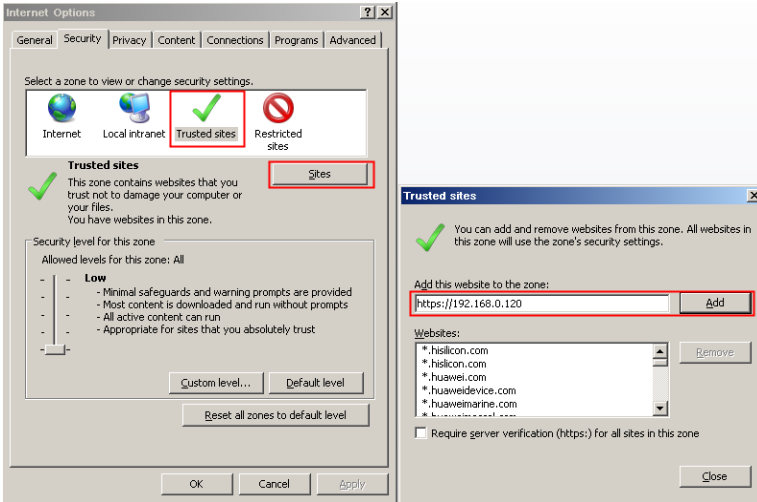 Internet Options
General Security Privacy Content Connections Programs Advanced
Select a zone to view or change security settings.
Internet Local intranet Trusted sites Restricted
sites
Trusted sites
Sites
This zone contains websites that you
trust not to damage your computer or
your files.
You have websites in this zone.
Security level for this zone
Allowed levels for this zone: All
Low
- Minimal safeguards and warning prompts are provided
- Most content is downloaded and run without prompts
- All active content can run
- Appropriate for sites that you absolutely trust
Custom level... Default level
Reset all zones to default level
OK Cancel Apply
Trusted sites
You can add and remove websites from this zone. All websites in
this zone will use the zone's security settings.
Add this website to the zone:
https://192.168.0.120 Add
Websites:
*.hisilicon.com Remove
*.hislicon.com
*.huawei.com
*.huaweidevice.com
*.huaweimarine.com
Require server verification (https:) for all sites in this zone
Close